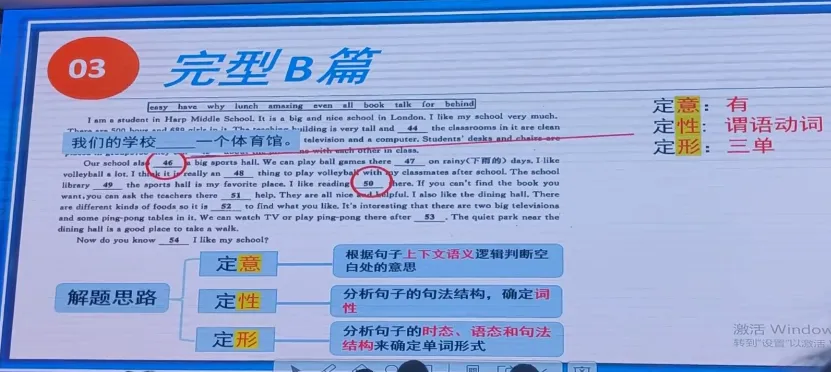 03
完型B篇
easy have why lunch amazing even all book talk for behind
I am a student in Harp Middle School. It is a big and nice school in London. I like my school very much.
building is very tall and 44 the classrooms in it are clean
television and a computer. Students' desks and chairs are
with each other in class.
我们的学校____一个体育馆。
Our school also 46 a big sports hall. We can play ball games there 47 on rainy(下雨的) days. I like
volleyball a lot. I think it is really an 48 thing to play volleyball with my classmates after school. The school
library 49 the sports hall is my favorite place. I like reading 50 there. If you can't find the book you
want, you can ask the teachers there 51 help. They are all nice and helpful. I also like the dining hall. There
are different kinds of foods so it is 52 to find what you like. It's interesting that there are two big televisions
and some ping-pong tables in it. We can watch TV or play ping-pong there after 53 . The quiet park near the
dining hall is a good place to take a walk.
Now do you know 54 I like my school?
定意：有
定性：谓语动词
定形：三单
解题思路
定意
根据句子上下文语义逻辑判断空
白处的意思
定性
分析句子的句法结构，确定词
性
定形
分析句子的时态、语态和句法
结构来确定单词形式
激活 Window
转到"设置"以激活